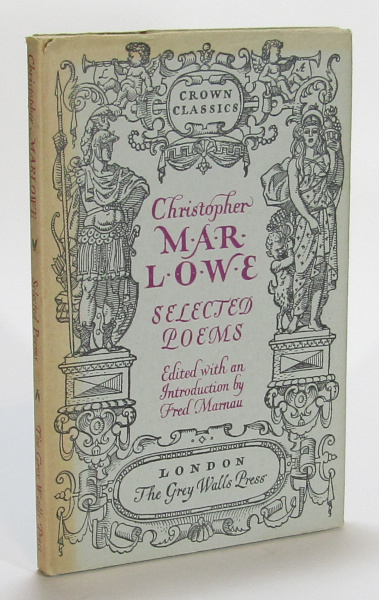 CROWN
CLASSICS
Christopher
M·A·R·
L·O·W·E
SELECTED
POEMS
Edited with an
Introduction by
Fred Marnau
LONDON
The Grey Walls Press
Christopher MARLOWE
Selected Poems
The Grey Walls Press